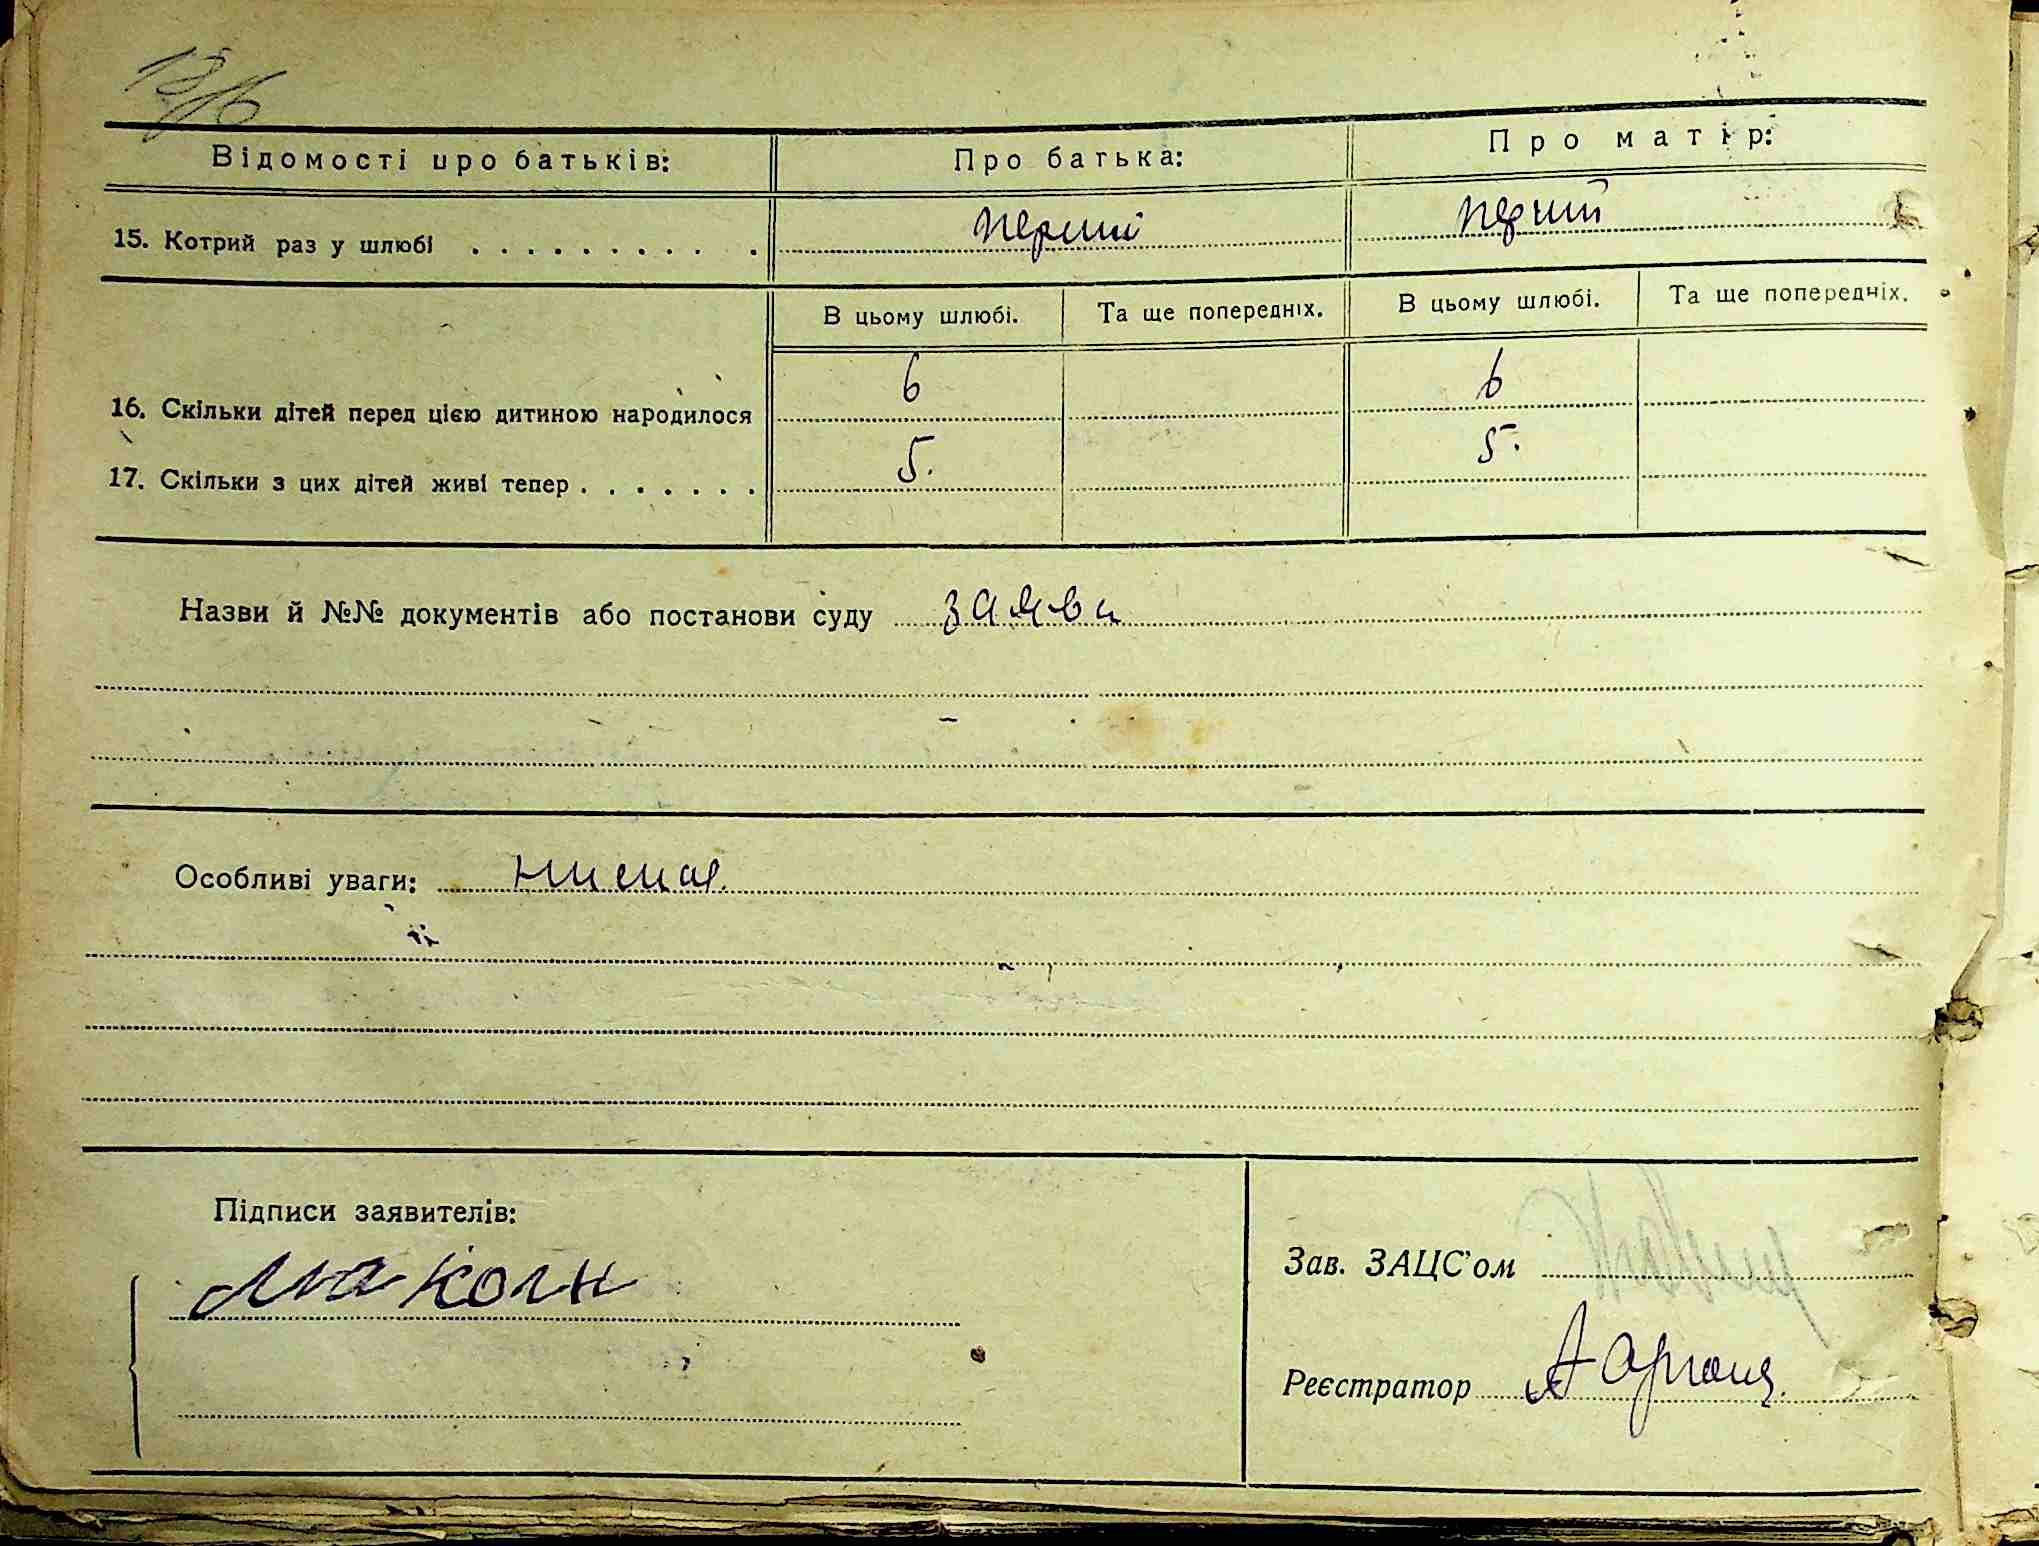 Відомості про батьків:
Про батька:
Про матір:
15. Котрий раз у шлюбі . . . . . . . . . . .
перший
перший
В цьому шлюбі.
Та ще попередніх.
В цьому шлюбі.
Та ще попередніх.
16. Скільки дітей перед цією дитиною народилося
6
6
17. Скільки з цих дітей живі тепер . . . . . . .
5.
5.
Назви й №№ документів або постанови суду заява
Особливі уваги:
Підписи заявителів:
Зав. ЗАЦС'ом
Реєстратор